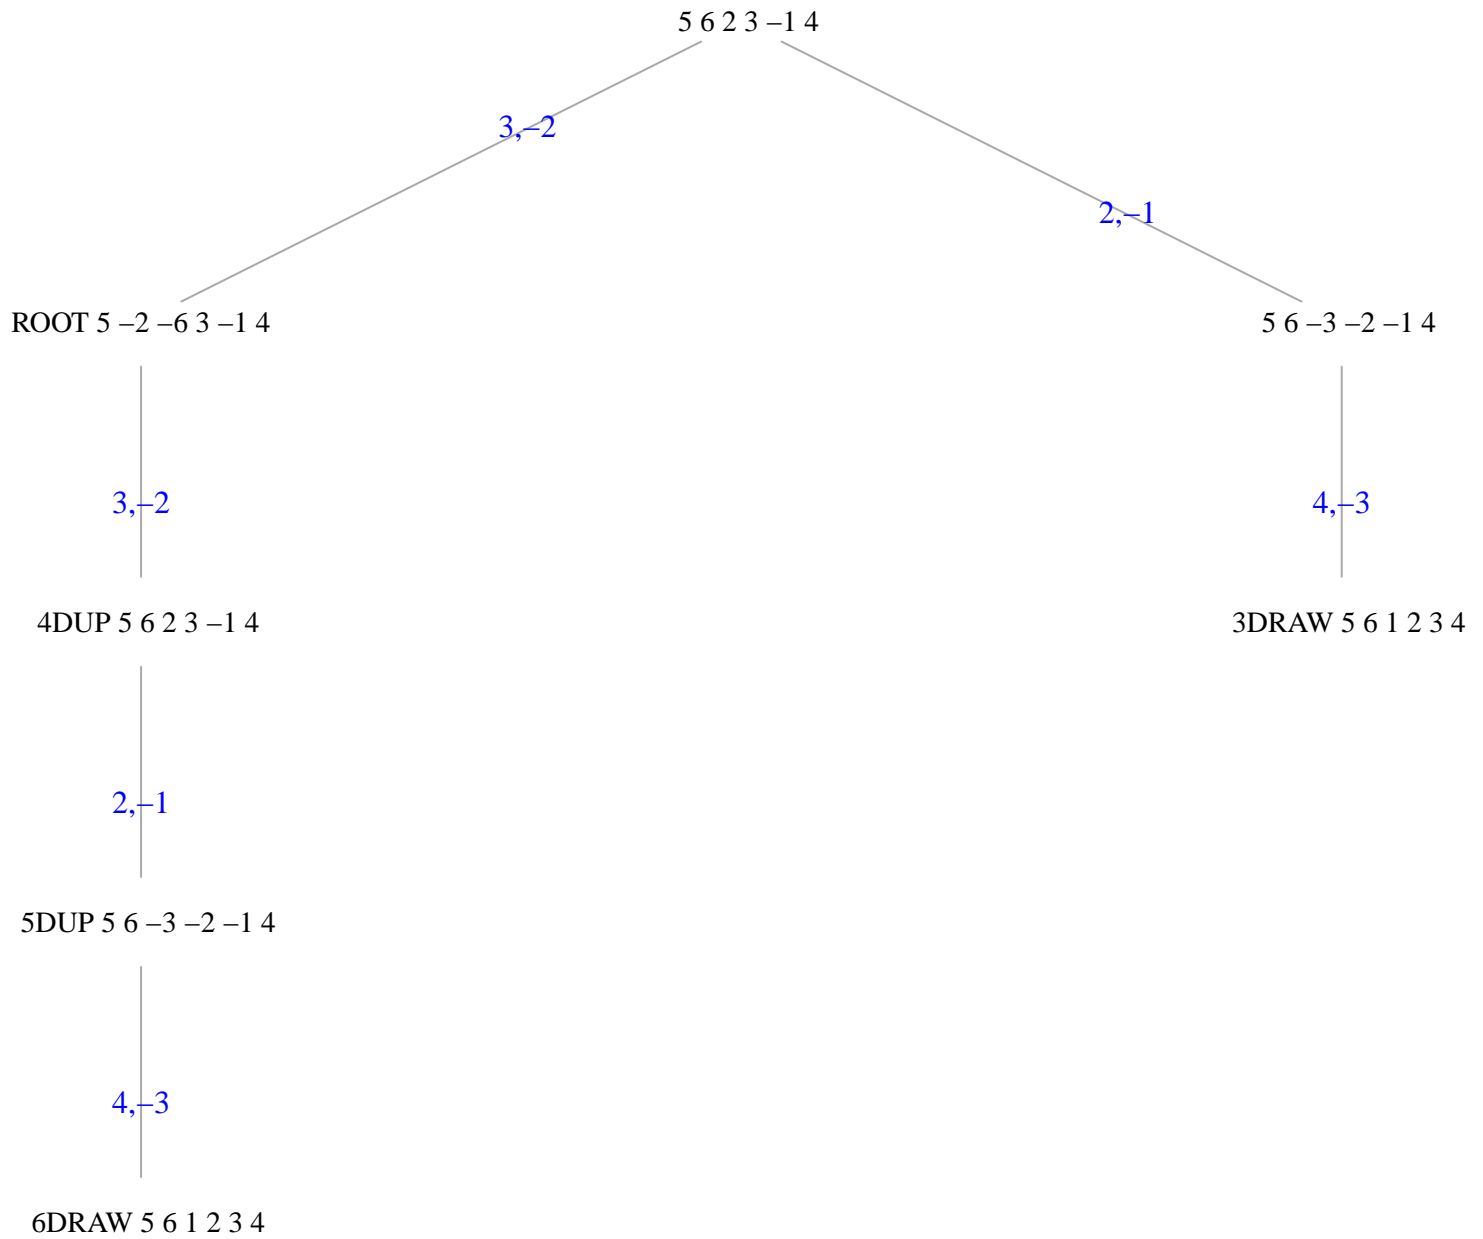 5 6 2 3 –1 4
3,–2
2,–1
ROOT 5 –2 –6 3 –1 4
5 6 –3 –2 –1 4
3,–2
4,–3
4DUP 5 6 2 3 –1 4
3DRAW 5 6 1 2 3 4
2,–1
5DUP 5 6 –3 –2 –1 4
4,–3
6DRAW 5 6 1 2 3 4